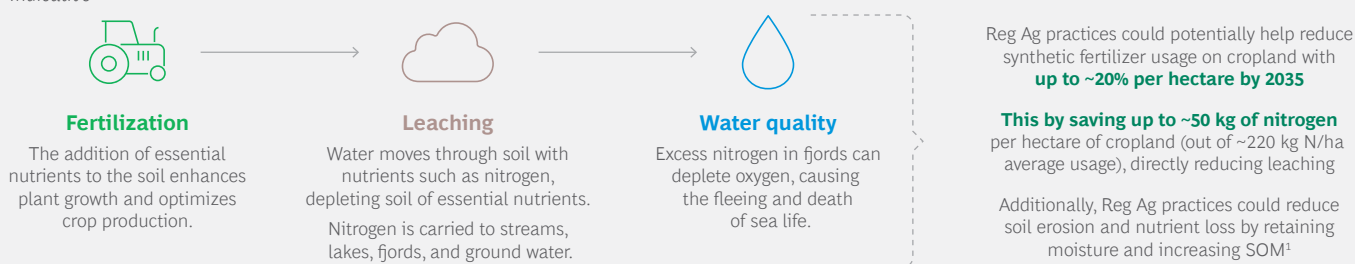 Fertilization
The addition of essential
nutrients to the soil enhances
plant growth and optimizes
crop production.
Leaching
Water moves through soil with
nutrients such as nitrogen,
depleting soil of essential nutrients.
Nitrogen is carried to streams,
lakes, fjords, and ground water.
Water quality
Excess nitrogen in fjords can
deplete oxygen, causing
the fleeing and death
of sea life.
Reg Ag practices could potentially help reduce
synthetic fertilizer usage on cropland with
up to ~20% per hectare by 2035
This by saving up to ~50 kg of nitrogen
per hectare of cropland (out of ~220 kg N/ha
average usage), directly reducing leaching
Additionally, Reg Ag practices could reduce
soil erosion and nutrient loss by retaining
moisture and increasing SOM¹